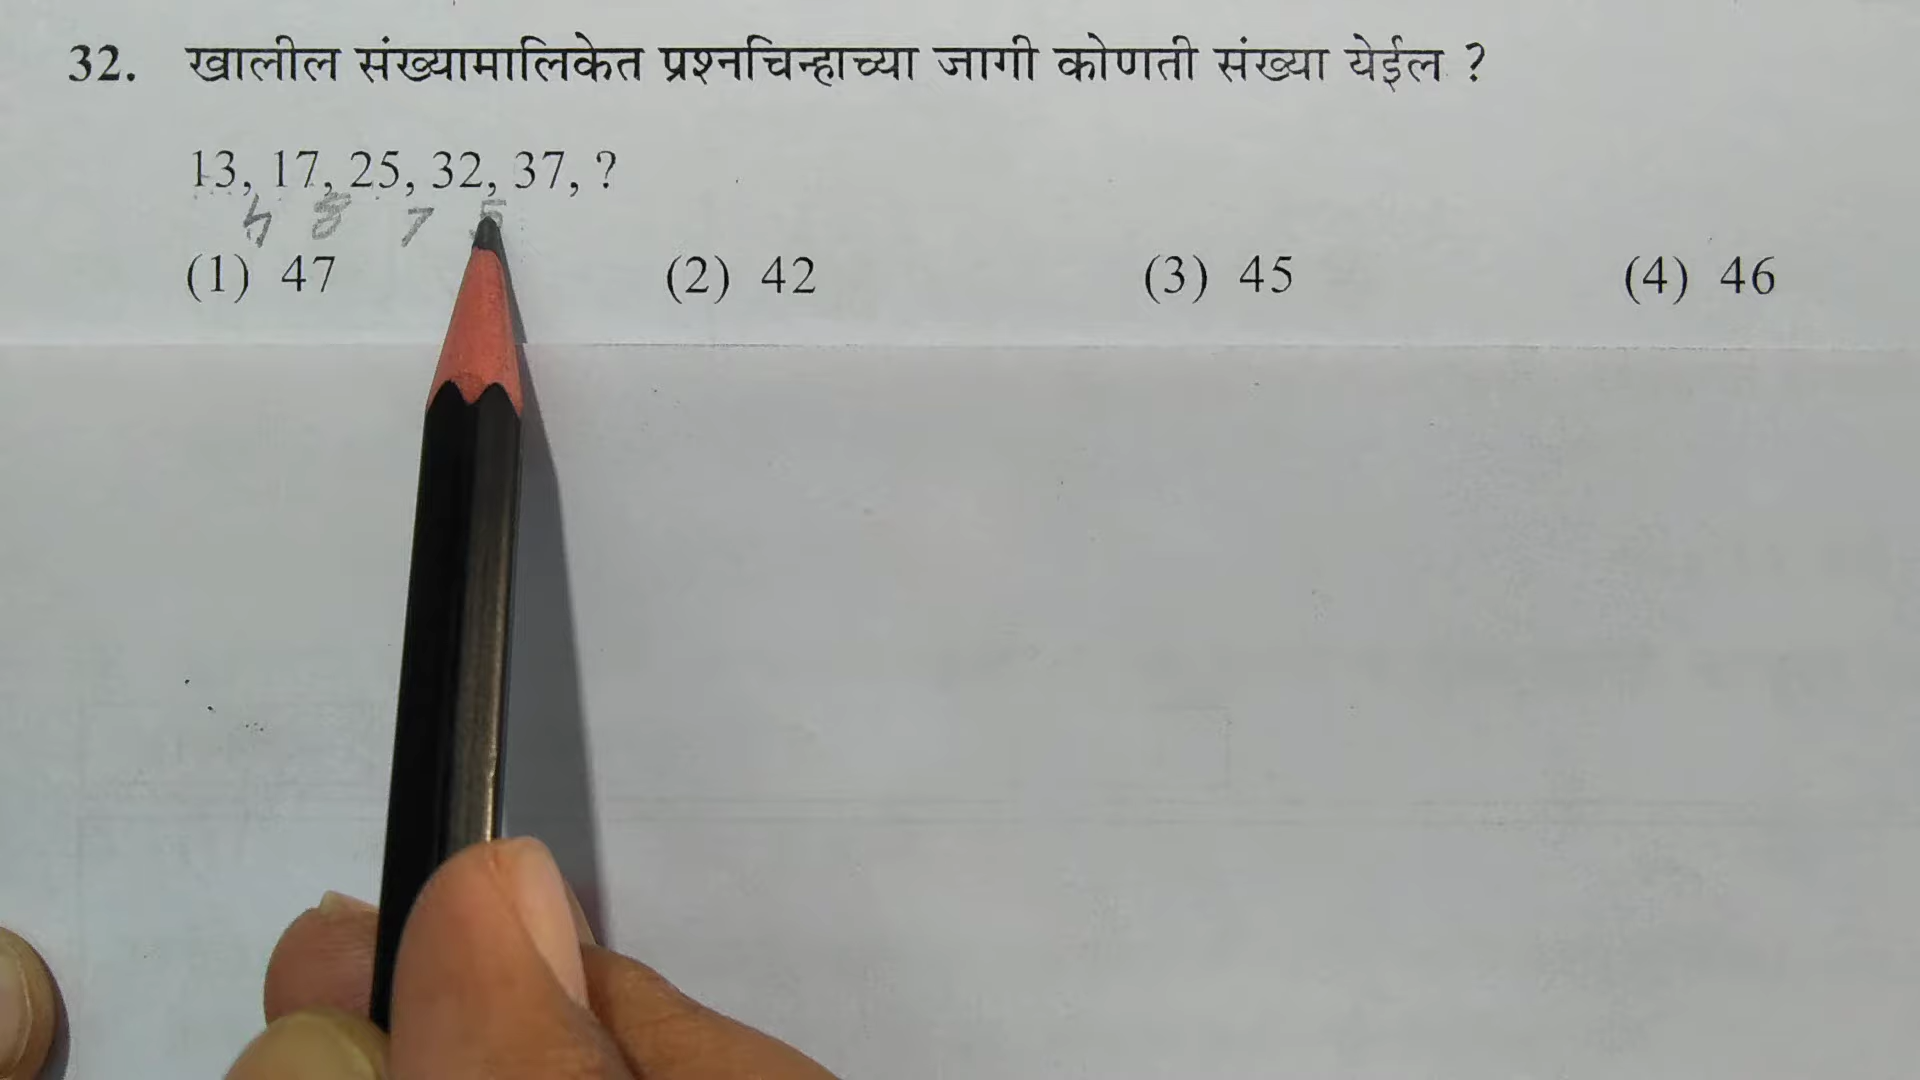 32. खालील संख्यामालिकेत प्रश्नचिन्हाच्या जागी कोणती संख्या येईल ?
13, 17, 25, 32, 37, ?
4 8 7 5
(1) 47 (2) 42 (3) 45 (4) 46